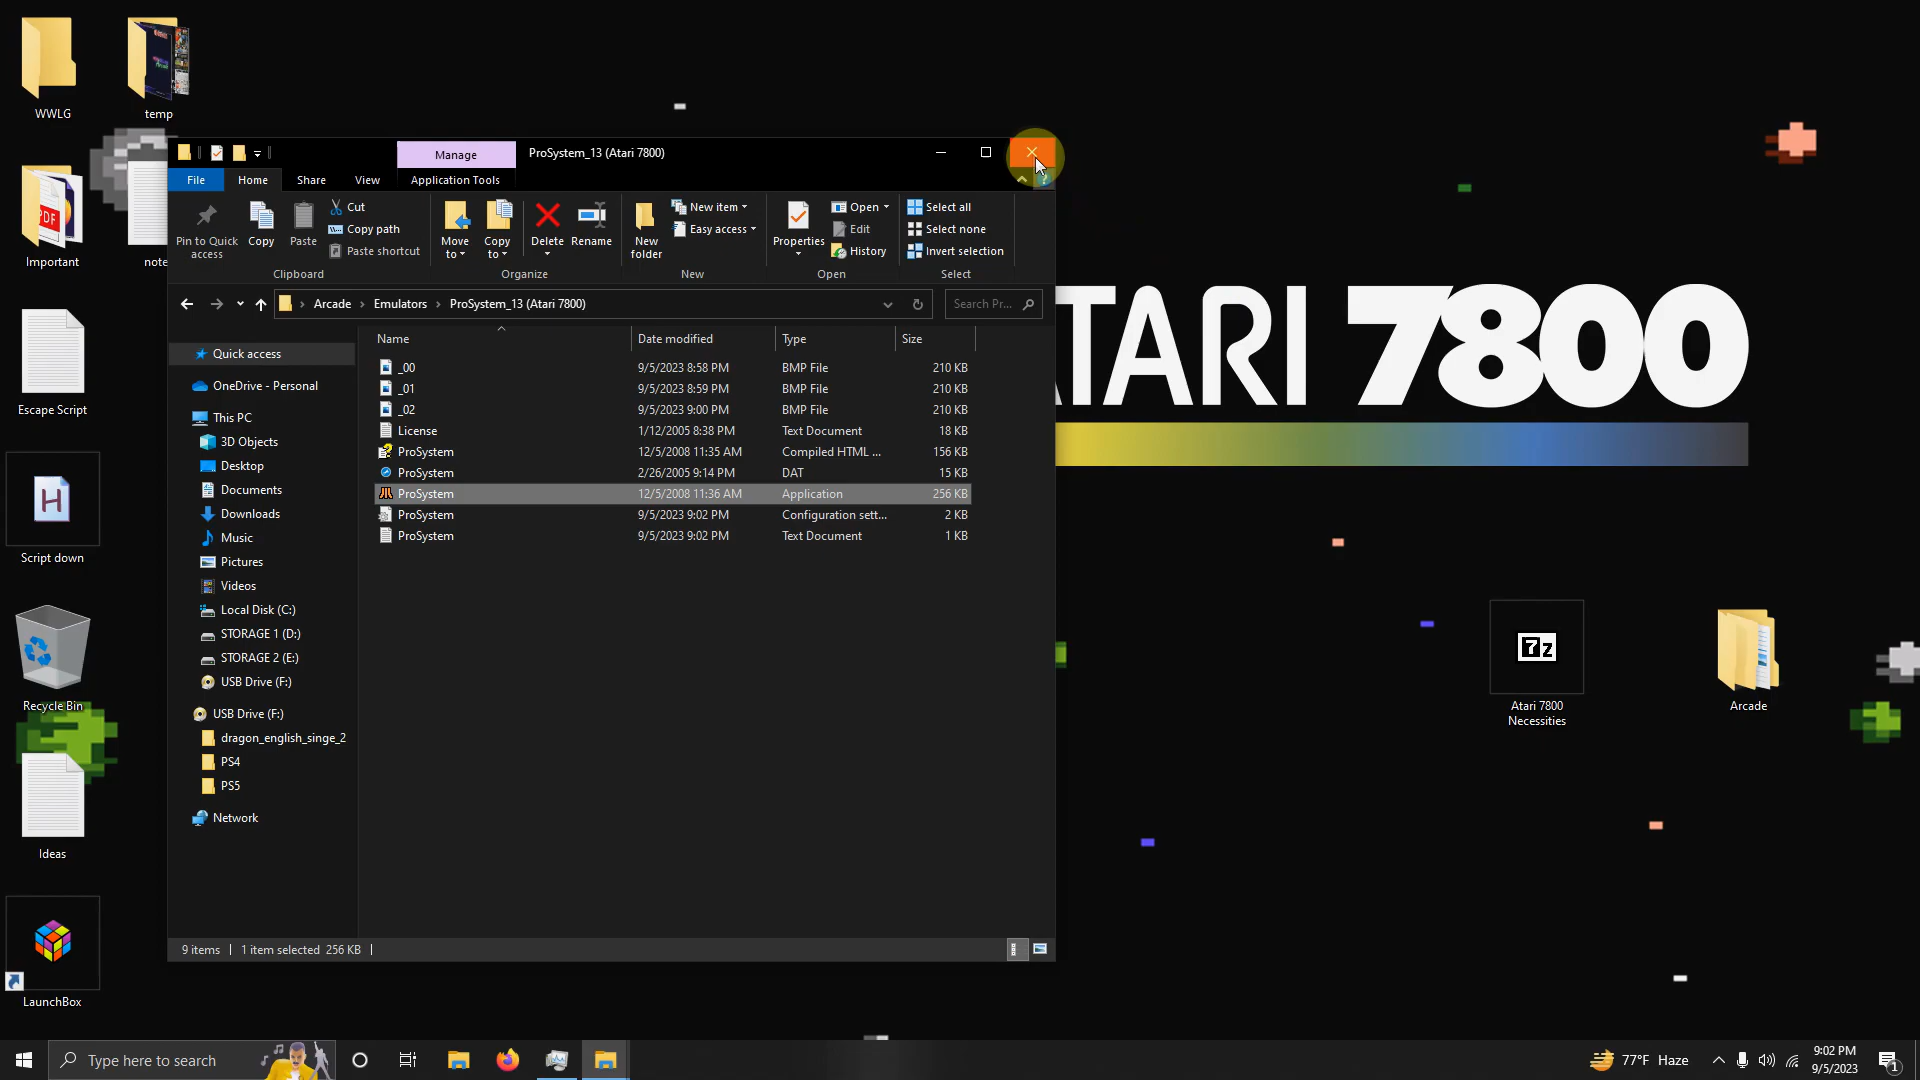 WWLG
temp
Important
note
Escape Script
Script down
Recycle Bin
Ideas
LaunchBox
Manage
ProSystem_13 (Atari 7800)
File
Home
Share
View
Application Tools
Pin to Quick access
Copy
Paste
Cut
Copy path
Paste shortcut
Clipboard
Move to
Copy to
Delete
Rename
Organize
New folder
New item
Easy access
New
Properties
Open
Edit
History
Open
Select all
Select none
Invert selection
Select
Arcade > Emulators > ProSystem_13 (Atari 7800)
Search Pr...
Quick access
OneDrive - Personal
This PC
3D Objects
Desktop
Documents
Downloads
Music
Pictures
Videos
Local Disk (C:)
STORAGE 1 (D:)
STORAGE 2 (E:)
USB Drive (F:)
USB Drive (F:)
dragon_english_singe_2
PS4
PS5
Network
Name Date modified Type Size
_00 9/5/2023 8:58 PM BMP File 210 KB
_01 9/5/2023 8:59 PM BMP File 210 KB
_02 9/5/2023 9:00 PM BMP File 210 KB
License 1/12/2005 8:38 PM Text Document 18 KB
ProSystem 12/5/2008 11:35 AM Compiled HTML ... 156 KB
ProSystem 2/26/2005 9:14 PM DAT 15 KB
ProSystem 12/5/2008 11:36 AM Application 256 KB
ProSystem 9/5/2023 9:02 PM Configuration sett... 2 KB
ProSystem 9/5/2023 9:02 PM Text Document 1 KB
9 items 1 item selected 256 KB
TARI 7800
7z
Atari 7800
Necessities
Arcade
PDF
H
Type here to search
77°F Haze
9:02 PM
9/5/2023
1